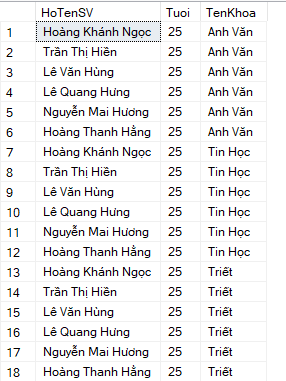 HoTenSV Tuoi TenKhoa
1 Hoàng Khánh Ngọc 25 Anh Văn
2 Trần Thị Hiền 25 Anh Văn
3 Lê Văn Hùng 25 Anh Văn
4 Lê Quang Hưng 25 Anh Văn
5 Nguyễn Mai Hương 25 Anh Văn
6 Hoàng Thanh Hằng 25 Anh Văn
7 Hoàng Khánh Ngọc 25 Tin Học
8 Trần Thị Hiền 25 Tin Học
9 Lê Văn Hùng 25 Tin Học
10 Lê Quang Hưng 25 Tin Học
11 Nguyễn Mai Hương 25 Tin Học
12 Hoàng Thanh Hằng 25 Tin Học
13 Hoàng Khánh Ngọc 25 Triết
14 Trần Thị Hiền 25 Triết
15 Lê Văn Hùng 25 Triết
16 Lê Quang Hưng 25 Triết
17 Nguyễn Mai Hương 25 Triết
18 Hoàng Thanh Hằng 25 Triết